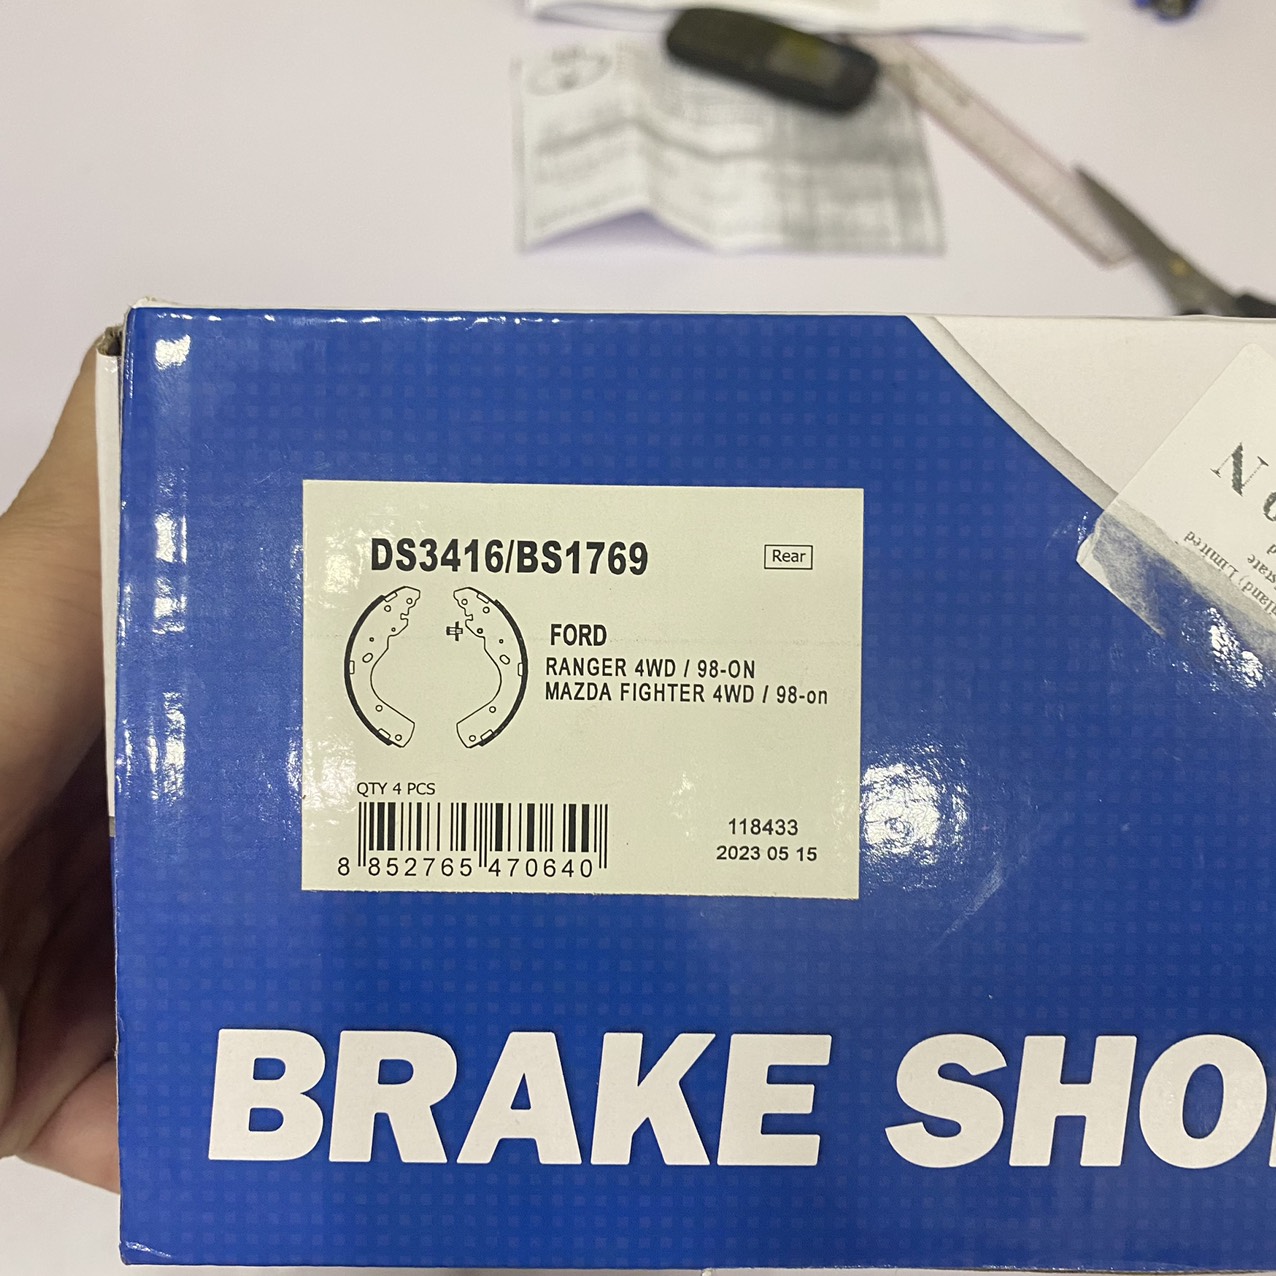 DS3416/BS1769
Rear
FORD
RANGER 4WD / 98-ON
MAZDA FIGHTER 4WD / 98-on
QTY 4 PCS
8 852765 470640
118433
2023 05 15
N
Limited
BRAKE SHO